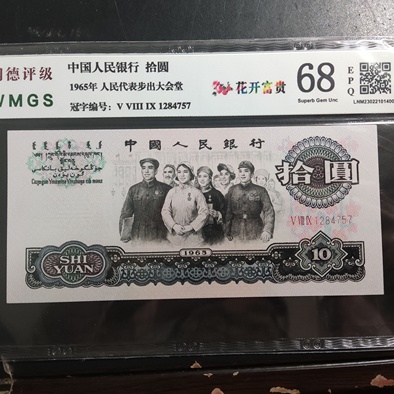 德评级
WMGS
中国人民银行 拾圆
1965年 人民代表步出大会堂
冠字编号: V VIII IX 1284757
花开富贵
68
Superb Gem Unc
EPQ
中国人民银行
拾圆
V VIII IX 1284757
1965
SHI
YUAN
10